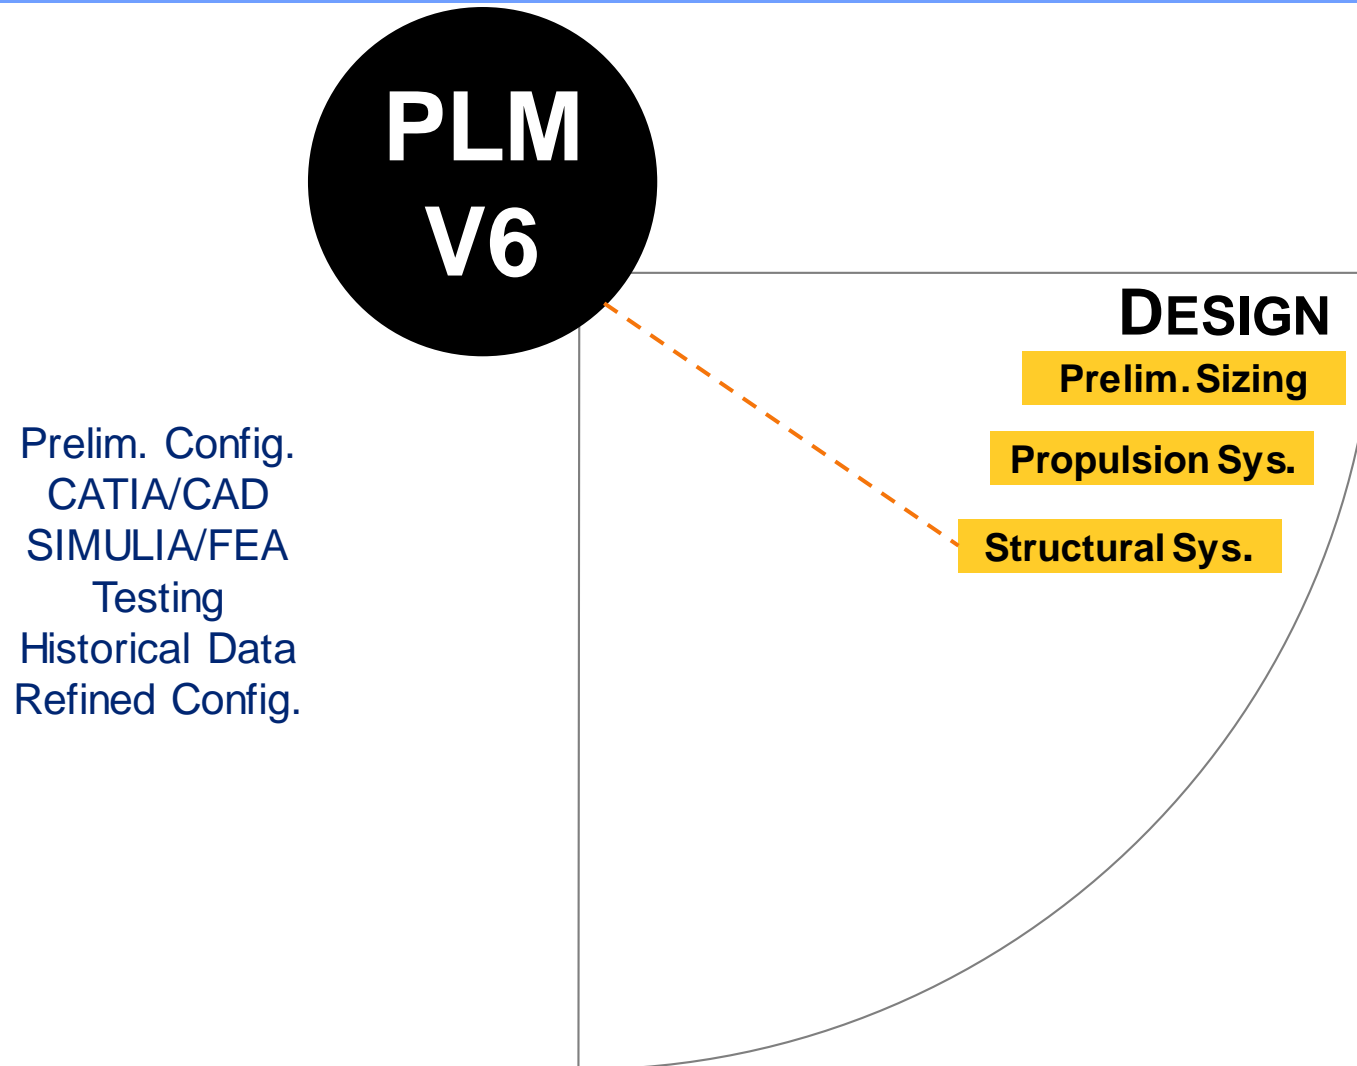 PLM
V6
DESIGN
Prelim. Sizing
Propulsion Sys.
Structural Sys.
Prelim. Config.
CATIA/CAD
SIMULIA/FEA
Testing
Historical Data
Refined Config.